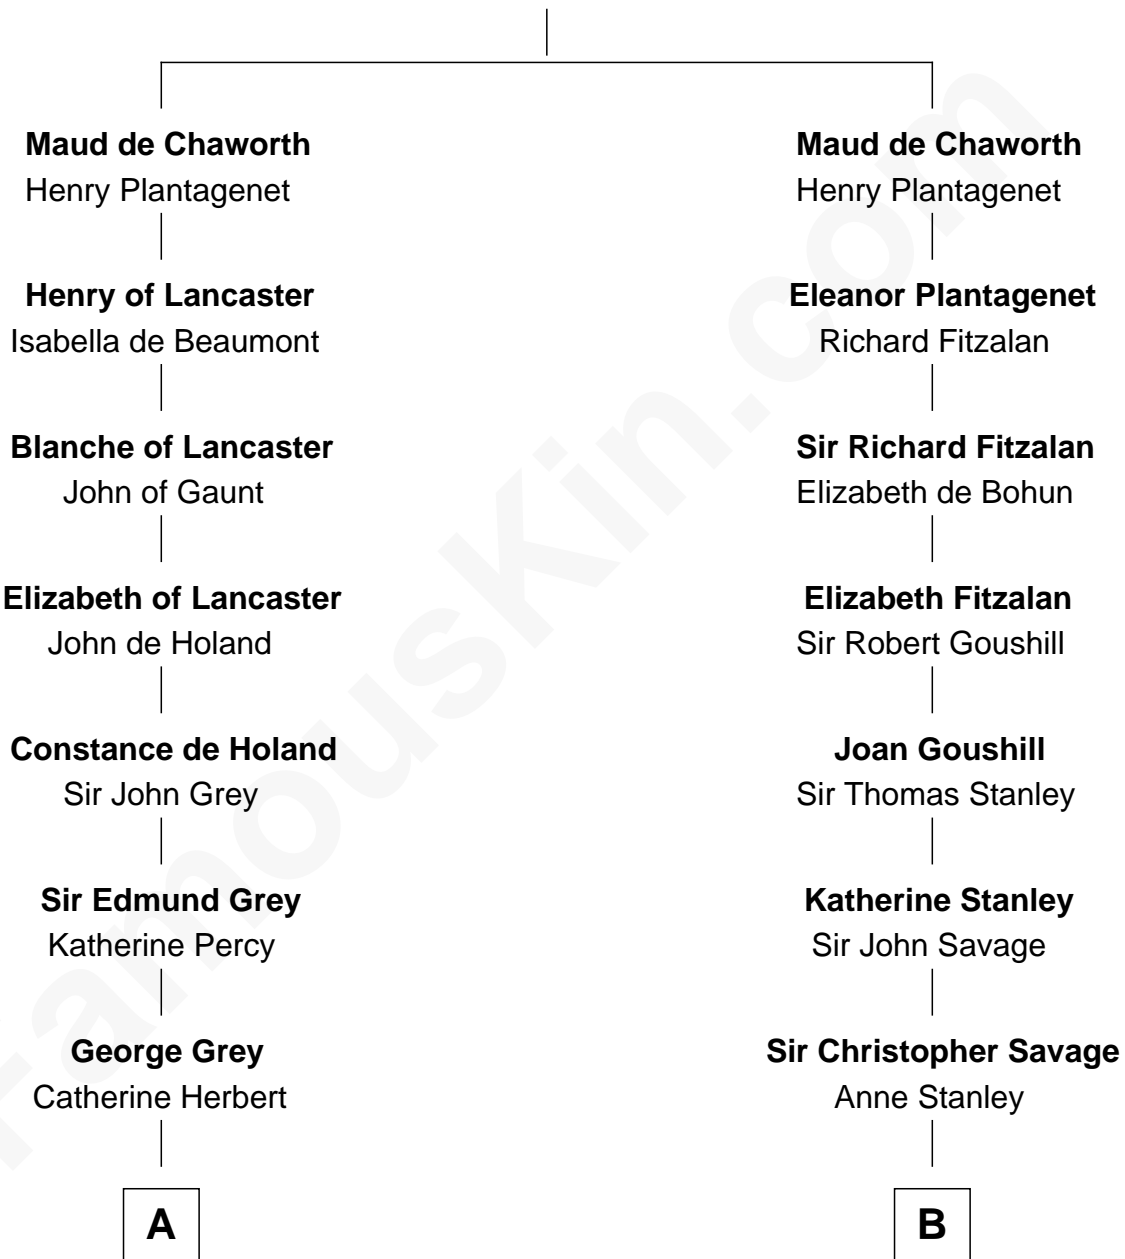 Maud de Chaworth
Henry Plantagenet
Henry of Lancaster
Isabella de Beaumont
Blanche of Lancaster
John of Gaunt
Elizabeth of Lancaster
John de Holand
Constance de Holand
Sir John Grey
Sir Edmund Grey
Katherine Percy
George Grey
Catherine Herbert
A
Maud de Chaworth
Henry Plantagenet
Eleanor Plantagenet
Richard Fitzalan
Sir Richard Fitzalan
Elizabeth de Bohun
Elizabeth Fitzalan
Sir Robert Goushill
Joan Goushill
Sir Thomas Stanley
Katherine Stanley
Sir John Savage
Sir Christopher Savage
Anne Stanley
B
FamousKin.com